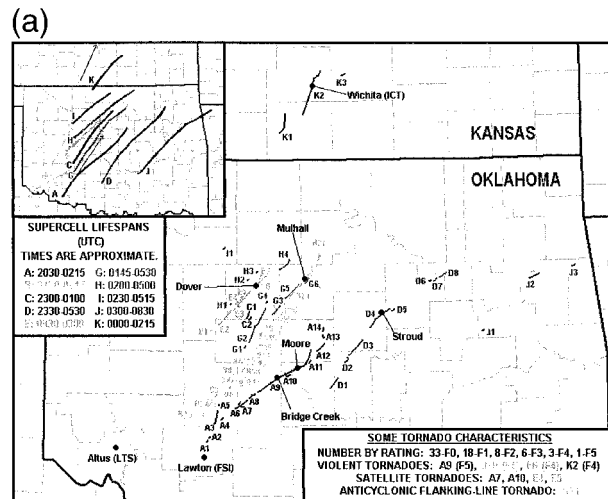 (a)
K
I
H
C
G
A
D
J
K3
K2
Wichita (ICT)
K1
KANSAS
OKLAHOMA
SUPERCELL LIFESPANS
(UTC)
TIMES ARE APPROXIMATE.
A: 2030-0215 G: 0145-0530
H: 0200-0500
C: 2300-0100 I: 0230-0515
D: 2330-0530 J: 0300-0830
K: 0000-0215
Mulhall
I1
H4
H3
H2
Dover
G6
G5
D8
D6
D7
J2
J3
H1
G4
G3
C1
C2
D4
D5
Stroud
J1
G2
G1
Moore
A14
A13
A12
A11
D3
D2
D1
A9
A10
Bridge Creek
A8
A7
A6
A5
A4
A3
A2
A1
Altus (LTS)
Lawton (FSI)
SOME TORNADO CHARACTERISTICS
NUMBER BY RATING: 33-F0, 18-F1, 8-F2, 6-F3, 3-F4, 1-F5
VIOLENT TORNADOES: A9 (F5), K2 (F4)
SATELLITE TORNADOES: A7, A10,
ANTICYCLONIC FLANKING-LINE TORNADO: